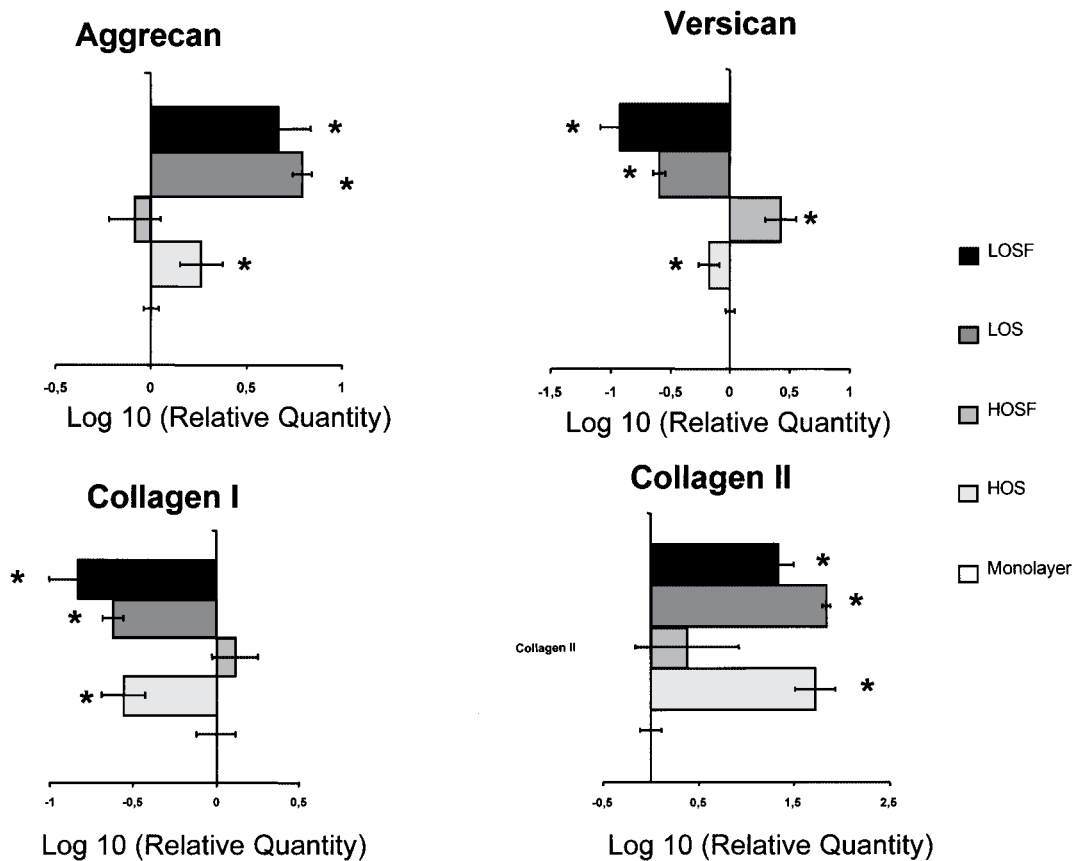 Aggrecan
*
*
*
-0,5 0 0,5 1
Log 10 (Relative Quantity)
Versican
*
*
*
*
-1,5 -1 -0,5 0 0,5 1
Log 10 (Relative Quantity)
LOSF
LOS
HOSF
HOS
Monolayer
Collagen I
*
*
*
-1 -0,5 0 0,5
Log 10 (Relative Quantity)
Collagen II
*
*
Collagen II
*
-0,5 0,5 1,5 2,5
Log 10 (Relative Quantity)